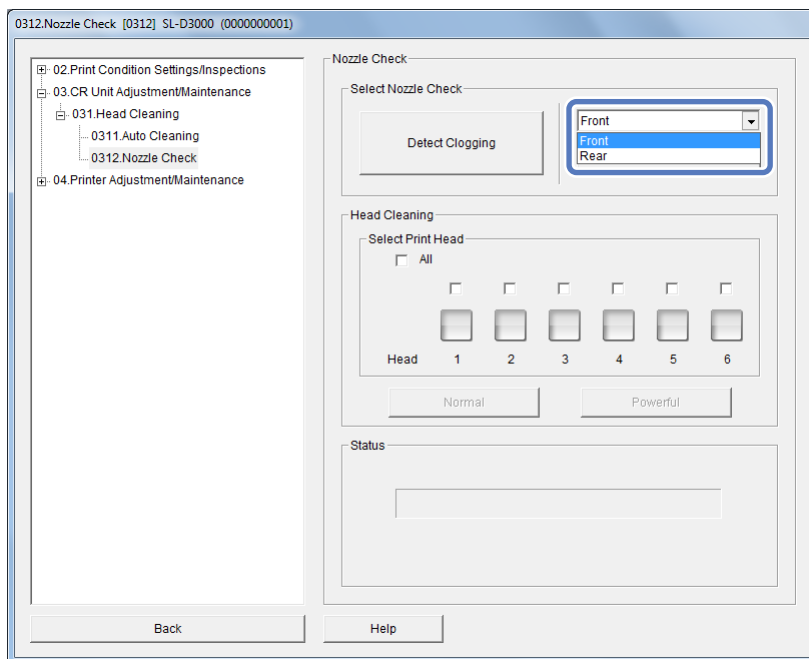 0312.Nozzle Check [0312] SL-D3000 (0000000001)
02.Print Condition Settings/Inspections
03.CR Unit Adjustment/Maintenance
031.Head Cleaning
0311.Auto Cleaning
0312.Nozzle Check
04.Printer Adjustment/Maintenance
Nozzle Check
Select Nozzle Check
Detect Clogging
Front
Front
Rear
Head Cleaning
Select Print Head
All
Head 1 2 3 4 5 6
Normal Powerful
Status
Back Help